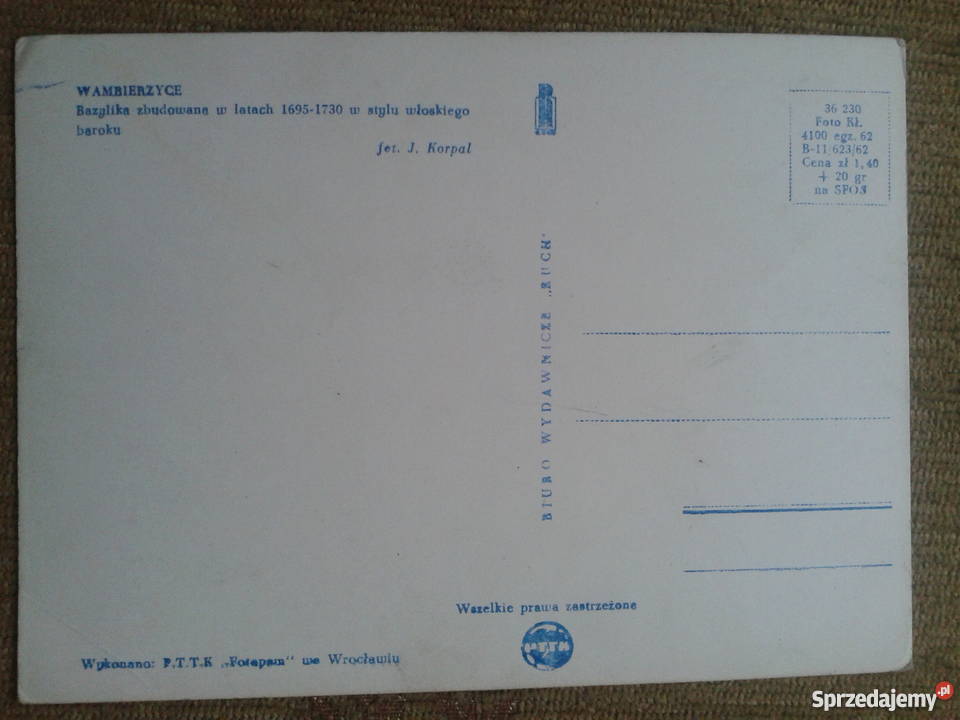 WAMBIERZYCE
Bazylika zbudowana w latach 1695-1730 w stylu włoskiego
baroku
fot. J. Korpal
36 230
Foto Kł.
4100 egz. 62
B-11/623/62
Cena zł 1,40
+ 20 gr
na SFOS
BIURO WYDAWNICZE „RUCH"
Wszelkie prawa zastrzeżone
PTTK
Wykonano: P.T.T.K „Fotopam" we Wrocławiu
Sprzedajemy.pl